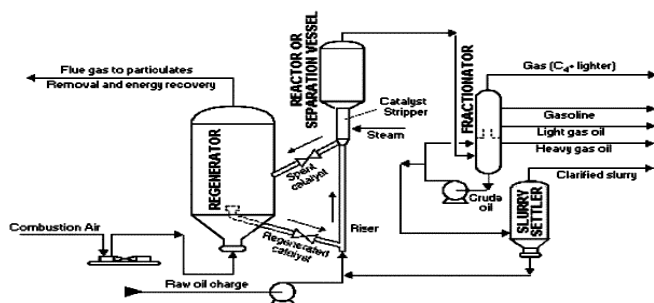 Flue gas to particulates
Removal and energy recovery
REACTOR OR
SEPARATION VESSEL
Catalyst
Stripper
Steam
FRACTIONATOR
Gas (C4+ lighter)
Gasoline
Light gas oil
Heavy gas oil
Clarified slurry
REGENERATOR
Spent
catalyst
Crude
oil
SLURRY
SETTLER
Combustion Air
Regenerated
catalyst
Riser
Raw oil charge